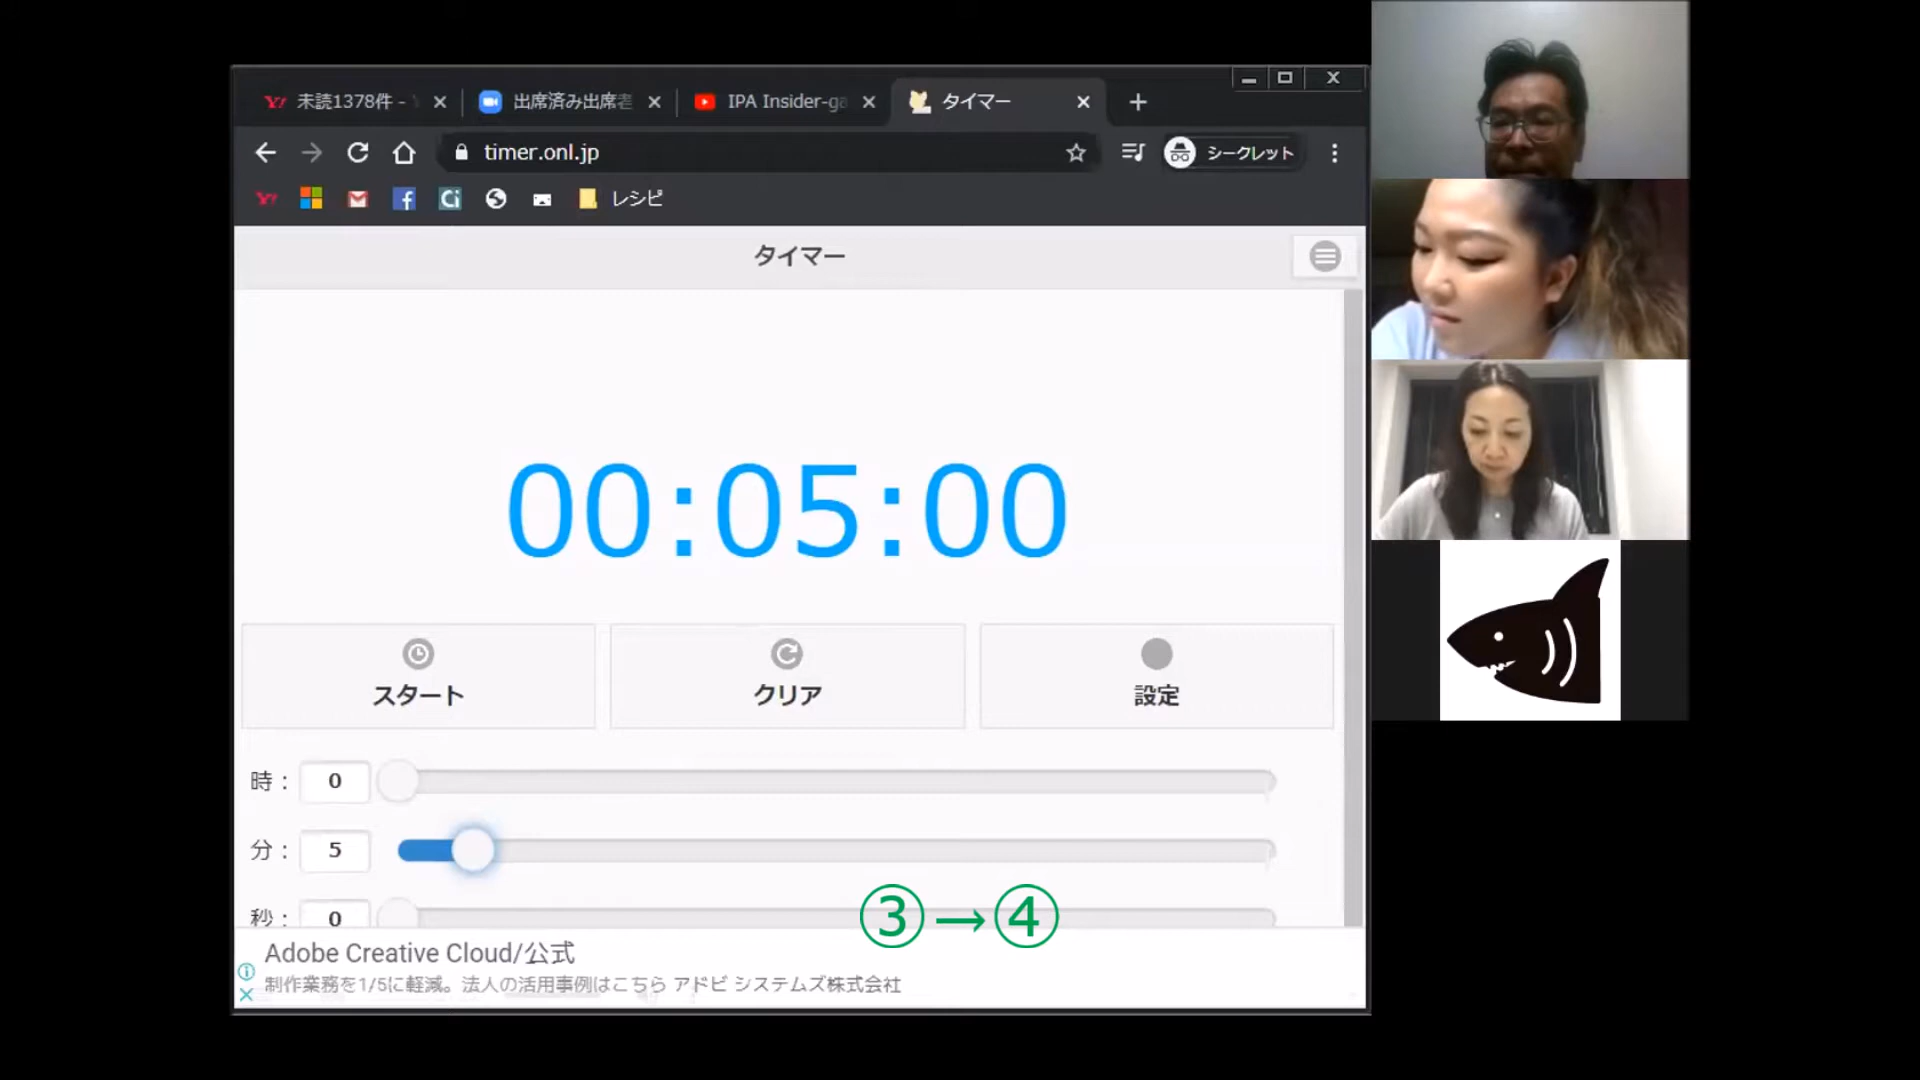 未読1378件 -
出席済み出席者
IPA Insider-ga
タイマー
timer.onl.jp
シークレット
レシピ
タイマー
00:05:00
スタート
クリア
設定
時 : 0
分 : 5
秒 : 0
③→④
Adobe Creative Cloud/公式
制作業務を1/5に軽減。法人の活用事例はこちら アドビ システムズ株式会社